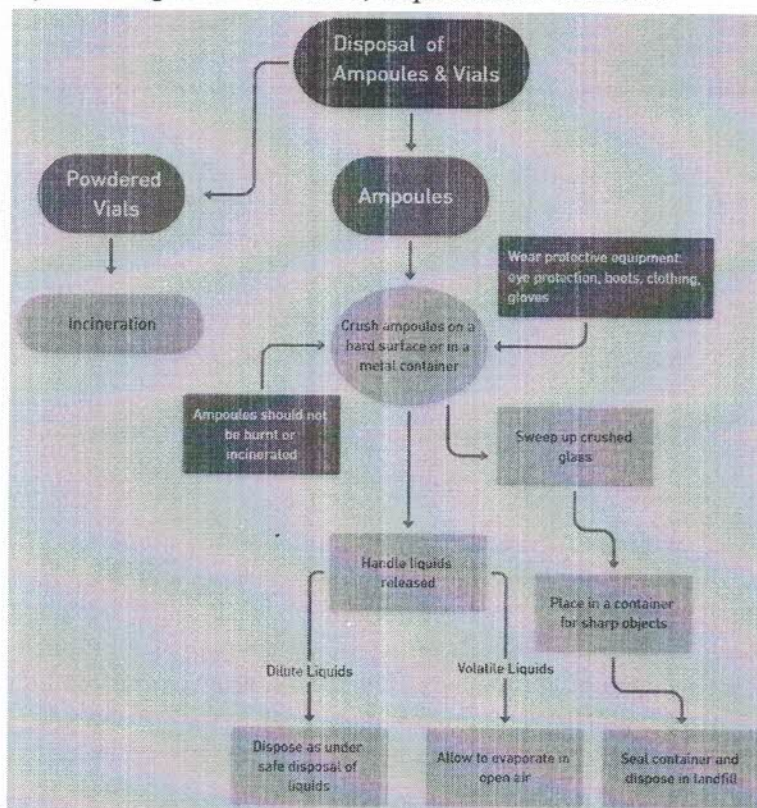 Disposal of
Ampoules & Vials
Powdered
Vials
Ampoules
Wear protective equipment:
eye protection, boots, clothing,
gloves
Incineration
Crush ampoules on a
hard surface or in a
metal container
Ampoules should not
be burnt or
incinerated
Sweep up crushed
glass
Handle liquids
released
Place in a container
for sharp objects
Dilute Liquids
Volatile Liquids
Dispose as under
safe disposal of
liquids
Allow to evaporate in
open air
Seal container and
dispose in landfill